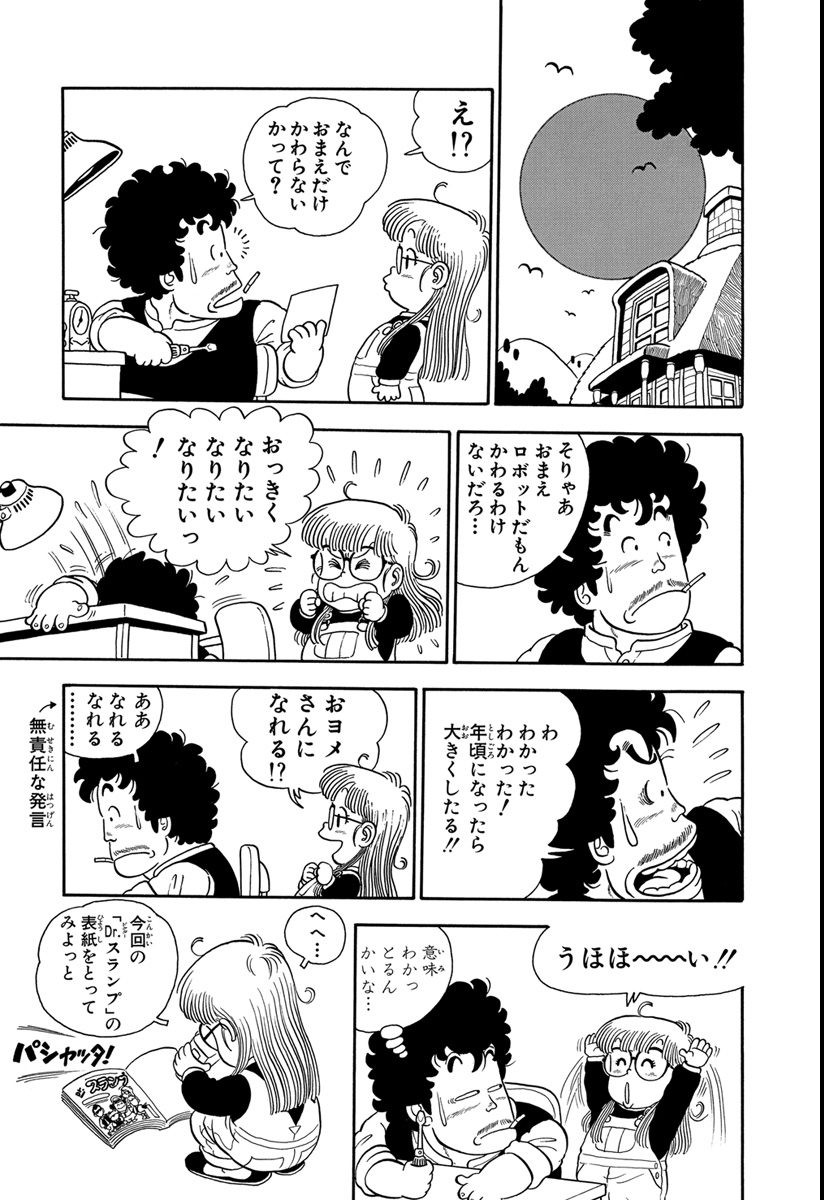 え!?
なんで
おまえだけ
かわらない
かって?
そりゃあ
おまえ
ロボットだもん
かわるわけ
ないだろ…
おっきく
なりたい
なりたい
なりたいっ
!
わ
わかった
わかった!
年頃になったら
大きくしたる!!
おヨメ
さんに
なれる!?
ああ
なれる
なれる
………
無責任な発言
うほほ〜〜〜い!!
意味
わかっ
とるん
かいな…
へへ…
今回の
「Dr.スランプ」の
表紙をとって
みよっと
パシャッタ!
スランプ